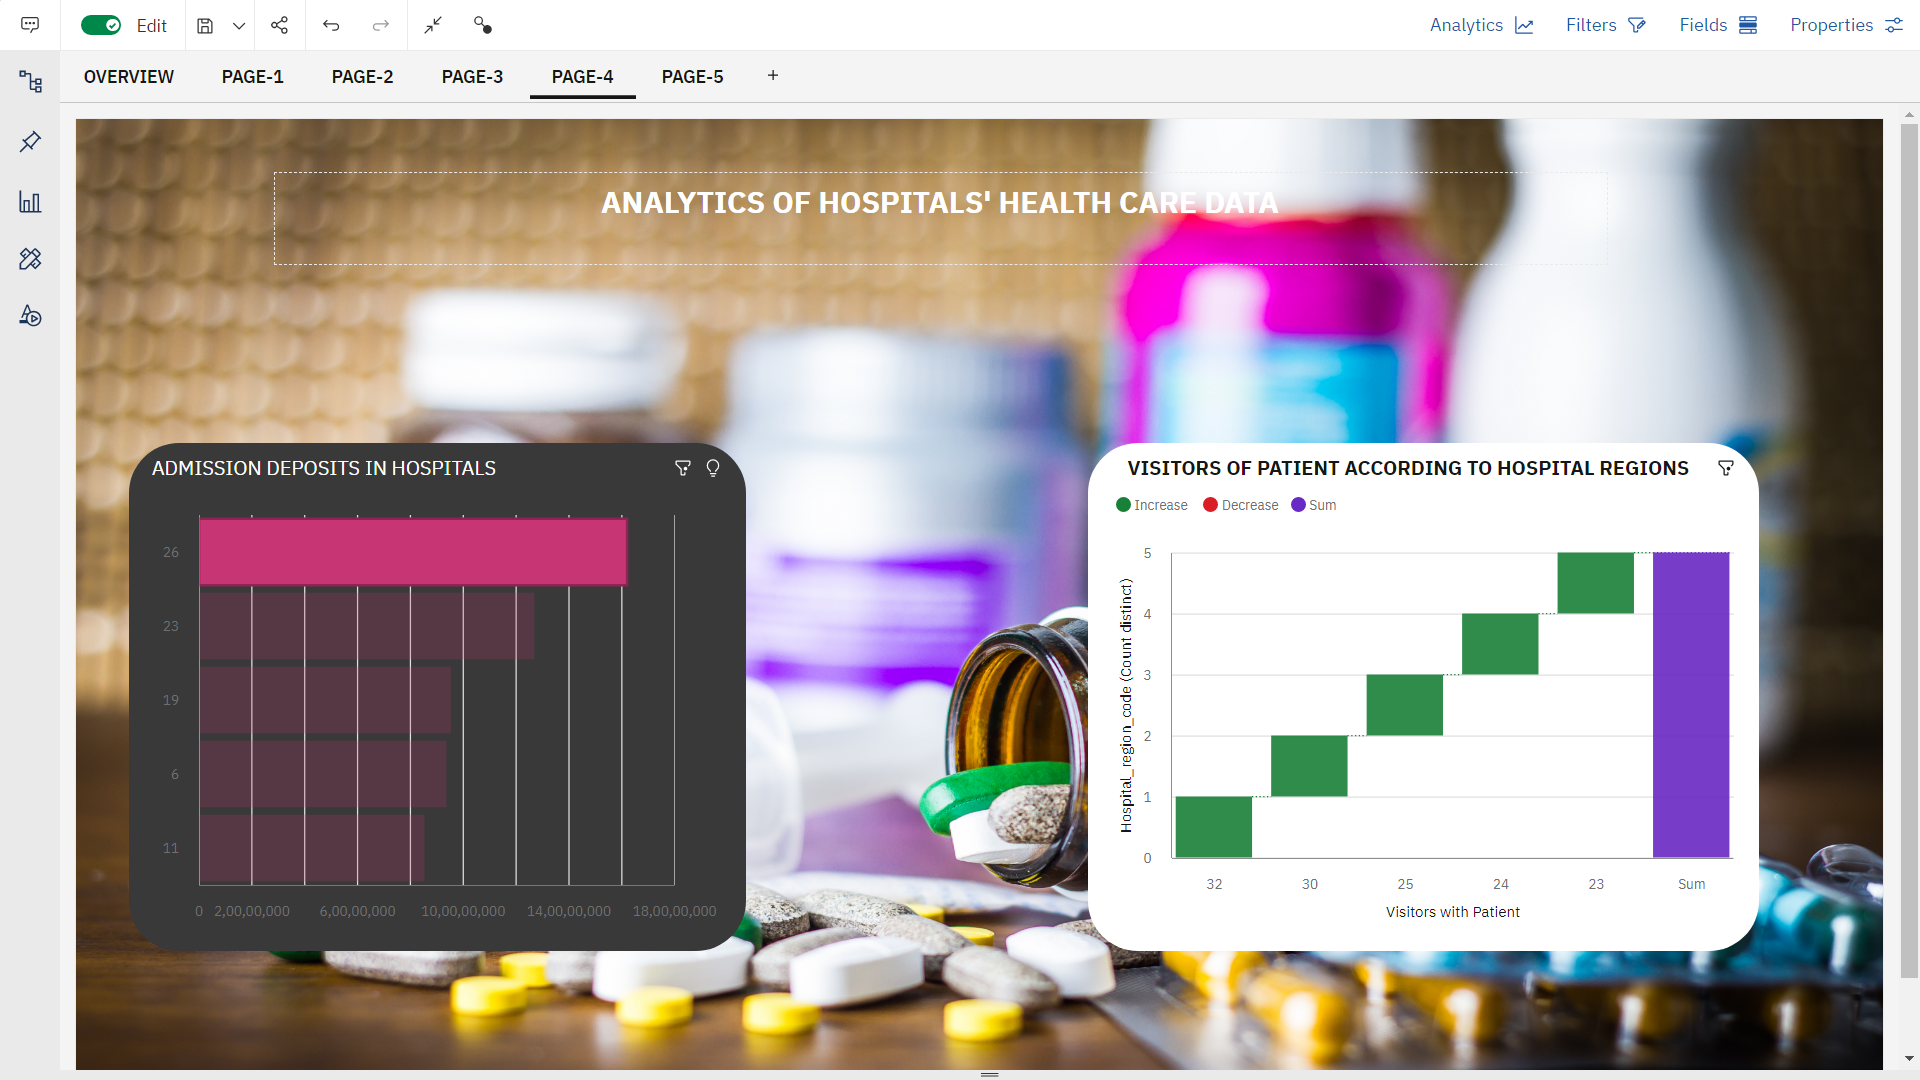 Edit
Analytics
Filters
Fields
Properties
OVERVIEW
PAGE-1
PAGE-2
PAGE-3
PAGE-4
PAGE-5
+
ANALYTICS OF HOSPITALS' HEALTH CARE DATA
ADMISSION DEPOSITS IN HOSPITALS
26
23
19
6
11
0
2,00,00,000
6,00,00,000
10,00,00,000
14,00,00,000
18,00,00,000
VISITORS OF PATIENT ACCORDING TO HOSPITAL REGIONS
Increase
Decrease
Sum
Hospital_region_code (Count distinct)
5
4
3
2
1
0
32
30
25
24
23
Sum
Visitors with Patient